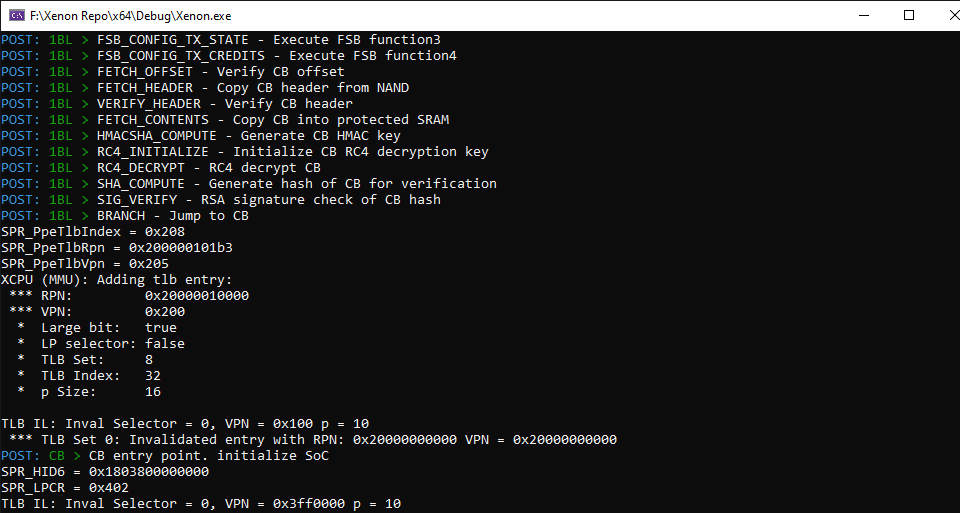 F:\Xenon Repo\x64\Debug\Xenon.exe
POST: 1BL > FSB_CONFIG_TX_STATE - Execute FSB function3
POST: 1BL > FSB_CONFIG_TX_CREDITS - Execute FSB function4
POST: 1BL > FETCH_OFFSET - Verify CB offset
POST: 1BL > FETCH_HEADER - Copy CB header from NAND
POST: 1BL > VERIFY_HEADER - Verify CB header
POST: 1BL > FETCH_CONTENTS - Copy CB into protected SRAM
POST: 1BL > HMACSHA_COMPUTE - Generate CB HMAC key
POST: 1BL > RC4_INITIALIZE - Initialize CB RC4 decryption key
POST: 1BL > RC4_DECRYPT - RC4 decrypt CB
POST: 1BL > SHA_COMPUTE - Generate hash of CB for verification
POST: 1BL > SIG_VERIFY - RSA signature check of CB hash
POST: 1BL > BRANCH - Jump to CB
SPR_PpeTlbIndex = 0x208
SPR_PpeTlbRpn = 0x200000101b3
SPR_PpeTlbVpn = 0x205
XCPU (MMU): Adding tlb entry:
 *** RPN:         0x20000010000
 *** VPN:         0x200
  *  Large bit:   true
  *  LP selector: false
  *  TLB Set:     8
  *  TLB Index:   32
  *  p Size:      16
TLB IL: Inval Selector = 0, VPN = 0x100 p = 10
 *** TLB Set 0: Invalidated entry with RPN: 0x20000000000 VPN = 0x20000000000
POST: CB > CB entry point. initialize SoC
SPR_HID6 = 0x1803800000000
SPR_LPCR = 0x402
TLB IL: Inval Selector = 0, VPN = 0x3ff0000 p = 10